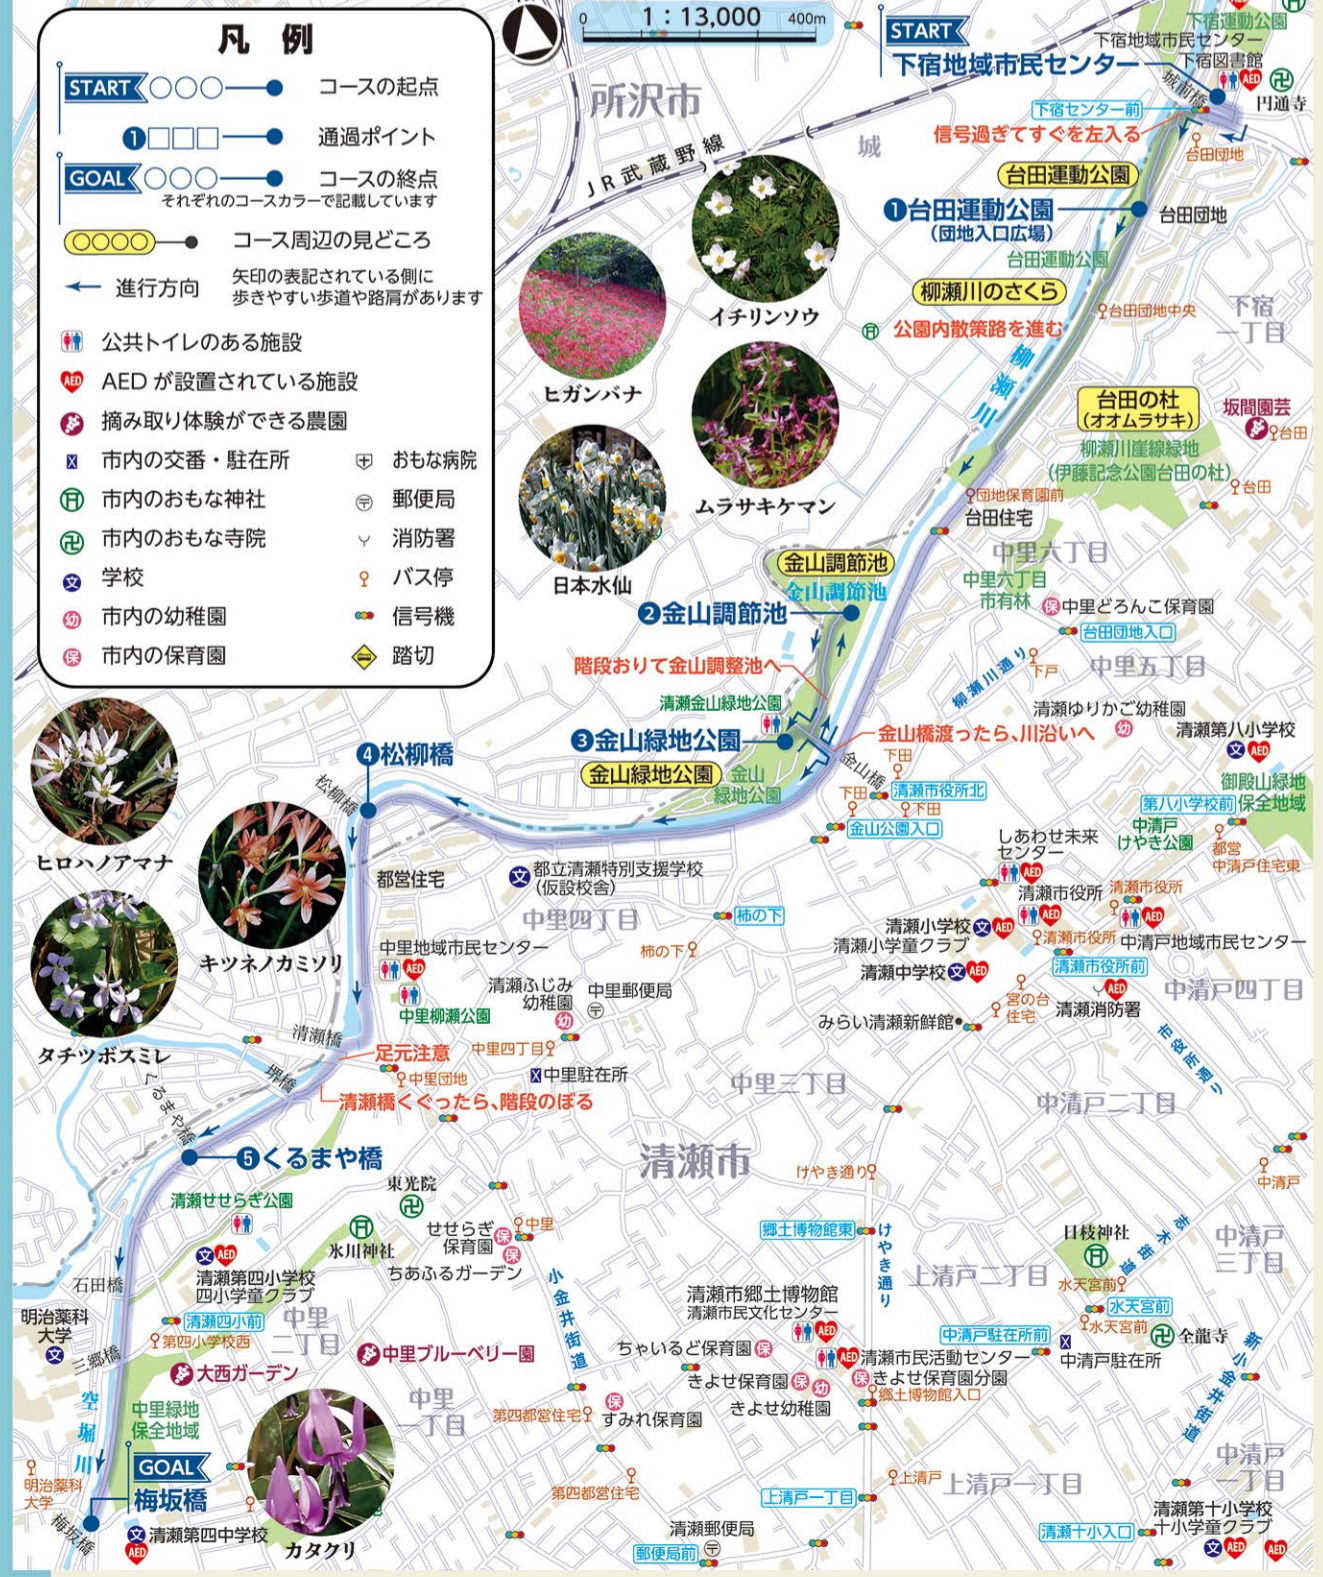 凡 例
START
コースの起点
1
通過ポイント
GOAL
コースの終点
それぞれのコースカラーで記載しています
コース周辺の見どころ
進行方向
矢印の表記されている側に
歩きやすい歩道や路肩があります
公共トイレのある施設
AED
AED が設置されている施設
摘み取り体験ができる農園
市内の交番・駐在所
おもな病院
市内のおもな神社
郵便局
市内のおもな寺院
消防署
文
学校
バス停
幼
市内の幼稚園
信号機
保
市内の保育園
踏切
0
1：13,000
400m
START
下宿地域市民センター
下宿運動公園
下宿地域市民センター
下宿図書館
AED
円通寺
城前橋
下宿センター前
信号過ぎてすぐを左入る
台田団地
所沢市
城
JR武蔵野線
台田運動公園
1台田運動公園
(団地入口広場)
台田団地
台田運動公園
イチリンソウ
柳瀬川のさくら
公園内散策路を進む
台田団地中央
下宿
一丁目
ヒガンバナ
柳瀬川
台田の杜
(オオムラサキ)
坂間園芸
台田
柳瀬川崖線緑地
(伊藤記念公園台田の杜)
台田
ムラサキケマン
団地保育園前
台田住宅
日本水仙
中里六丁目
中里六丁目
市有林
金山調節池
金山調節池
2金山調節池
保
中里どろんこ保育園
台田団地入口
階段おりて金山調整池へ
柳瀬川通り
下戸
中里五丁目
清瀬金山緑地公園
清瀬ゆりかご幼稚園
幼
清瀬第八小学校
文
AED
3金山緑地公園
金山橋渡ったら、川沿いへ
金山緑地公園
金山
緑地公園
金山橋
下田
下田
清瀬市役所北
下田
金山公園入口
御殿山緑地
保全地域
第八小学校前
中清戸
けやき公園
都営
中清戸住宅東
4松柳橋
松柳橋
ヒロハノアマナ
都営住宅
文
都立清瀬特別支援学校
(仮設校舎)
中里四丁目
柿の下
柿の下
しあわせ未来
センター
AED
清瀬市役所
AED
清瀬市役所
AED
清瀬小学校
文
AED
清瀬小学童クラブ
清瀬市役所
中清戸地域市民センター
清瀬中学校
文
AED
清瀬市役所前
キツネノカミソリ
中里地域市民センター
AED
中里柳瀬公園
清瀬ふじみ
幼稚園
幼
中里郵便局
宮の台
住宅
AED
清瀬消防署
中清戸四丁目
みらい清瀬新鮮館
市役所通り
タチツボスミレ
清瀬橋
足元注意
中里四丁目
中里団地
中里駐在所
堺橋
くるまや橋
清瀬橋くぐったら、階段のぼる
中里三丁目
中清戸二丁目
5くるまや橋
清瀬市
けやき通り
中清戸
清瀬せせらぎ公園
東光院
氷川神社
せせらぎ
保育園
保
中里
保
ちあふるガーデン
郷土博物館東
けやき通り
日枝神社
志木街道
中清戸
三丁目
文
AED
清瀬第四小学校
四小学童クラブ
石田橋
清瀬四小前
第四小学校西
中里
二丁目
小金井街道
上清戸二丁目
水天宮前
水天宮前
水天宮前
清瀬市郷土博物館
清瀬市民文化センター
AED
明治薬科
大学
文
三郷橋
ちゃいるど保育園
保
AED
清瀬市民活動センター
中清戸駐在所前
中清戸駐在所
全龍寺
新小金井街道
大西ガーデン
中里ブルーベリー園
きよせ保育園
保
幼
保
きよせ保育園分園
郷土博物館入口
空堀川
中里緑地
保全地域
中里
一丁目
保
すみれ保育園
きよせ幼稚園
第四都営住宅
GOAL
梅坂橋
明治薬科
大学
第四都営住宅
上清戸
上清戸一丁目
上清戸一丁目
中清戸
一丁目
梅坂橋
文
AED
清瀬第四中学校
カタクリ
清瀬郵便局
郵便局前
清瀬第十小学校
十小学童クラブ
清瀬十小入口
文
AED
AED